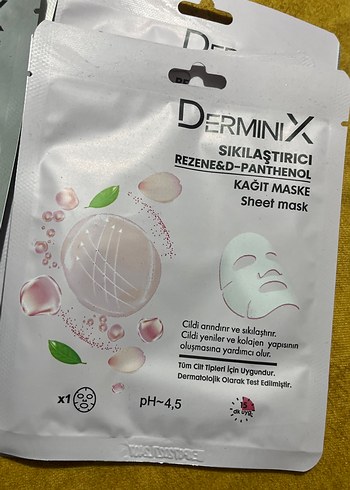 DERMINIX
SIKILAŞTIRICI
REZENE&D-PANTHENOL
KAĞIT MASKE
Sheet mask
Cildi arındırır ve sıkılaştırır.
Cildi yeniler ve kolajen yapısının
oluşmasına yardımcı olur.
Tüm Cilt Tipleri İçin Uygundur.
Dermatolojik Olarak Test Edilmiştir.
x1
pH~4,5
15